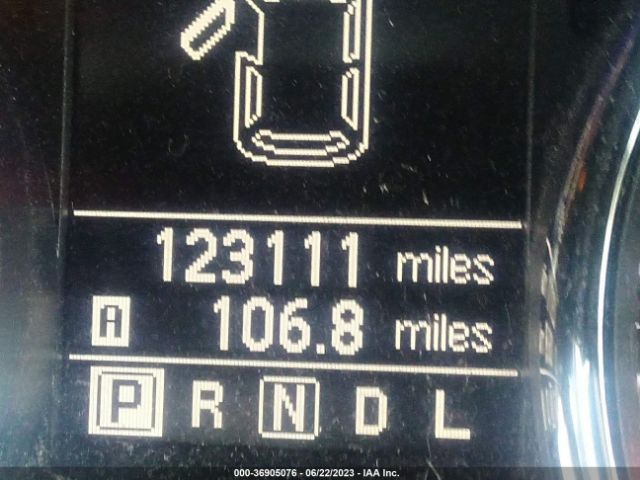 123111 miles
A 106.8 miles
P R N D L
000-36905076 - 06/22/2023 - IAA Inc.